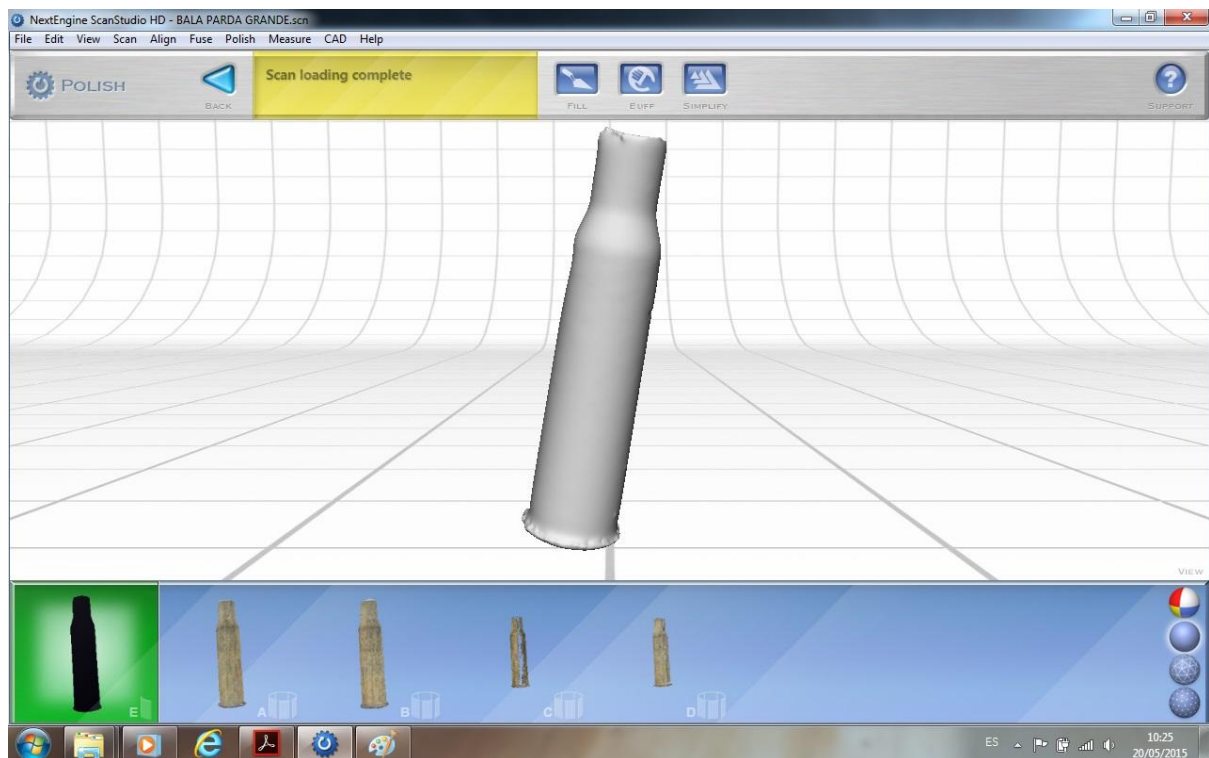 NextEngine ScanStudio HD - BALA PARDA GRANDE.scn
File Edit View Scan Align Fuse Polish Measure CAD Help
POLISH
BACK
Scan loading complete
FILL BUFF SIMPLIFY
SUPPORT
VIEW
E A B C D
ES 10:25
20/05/2015